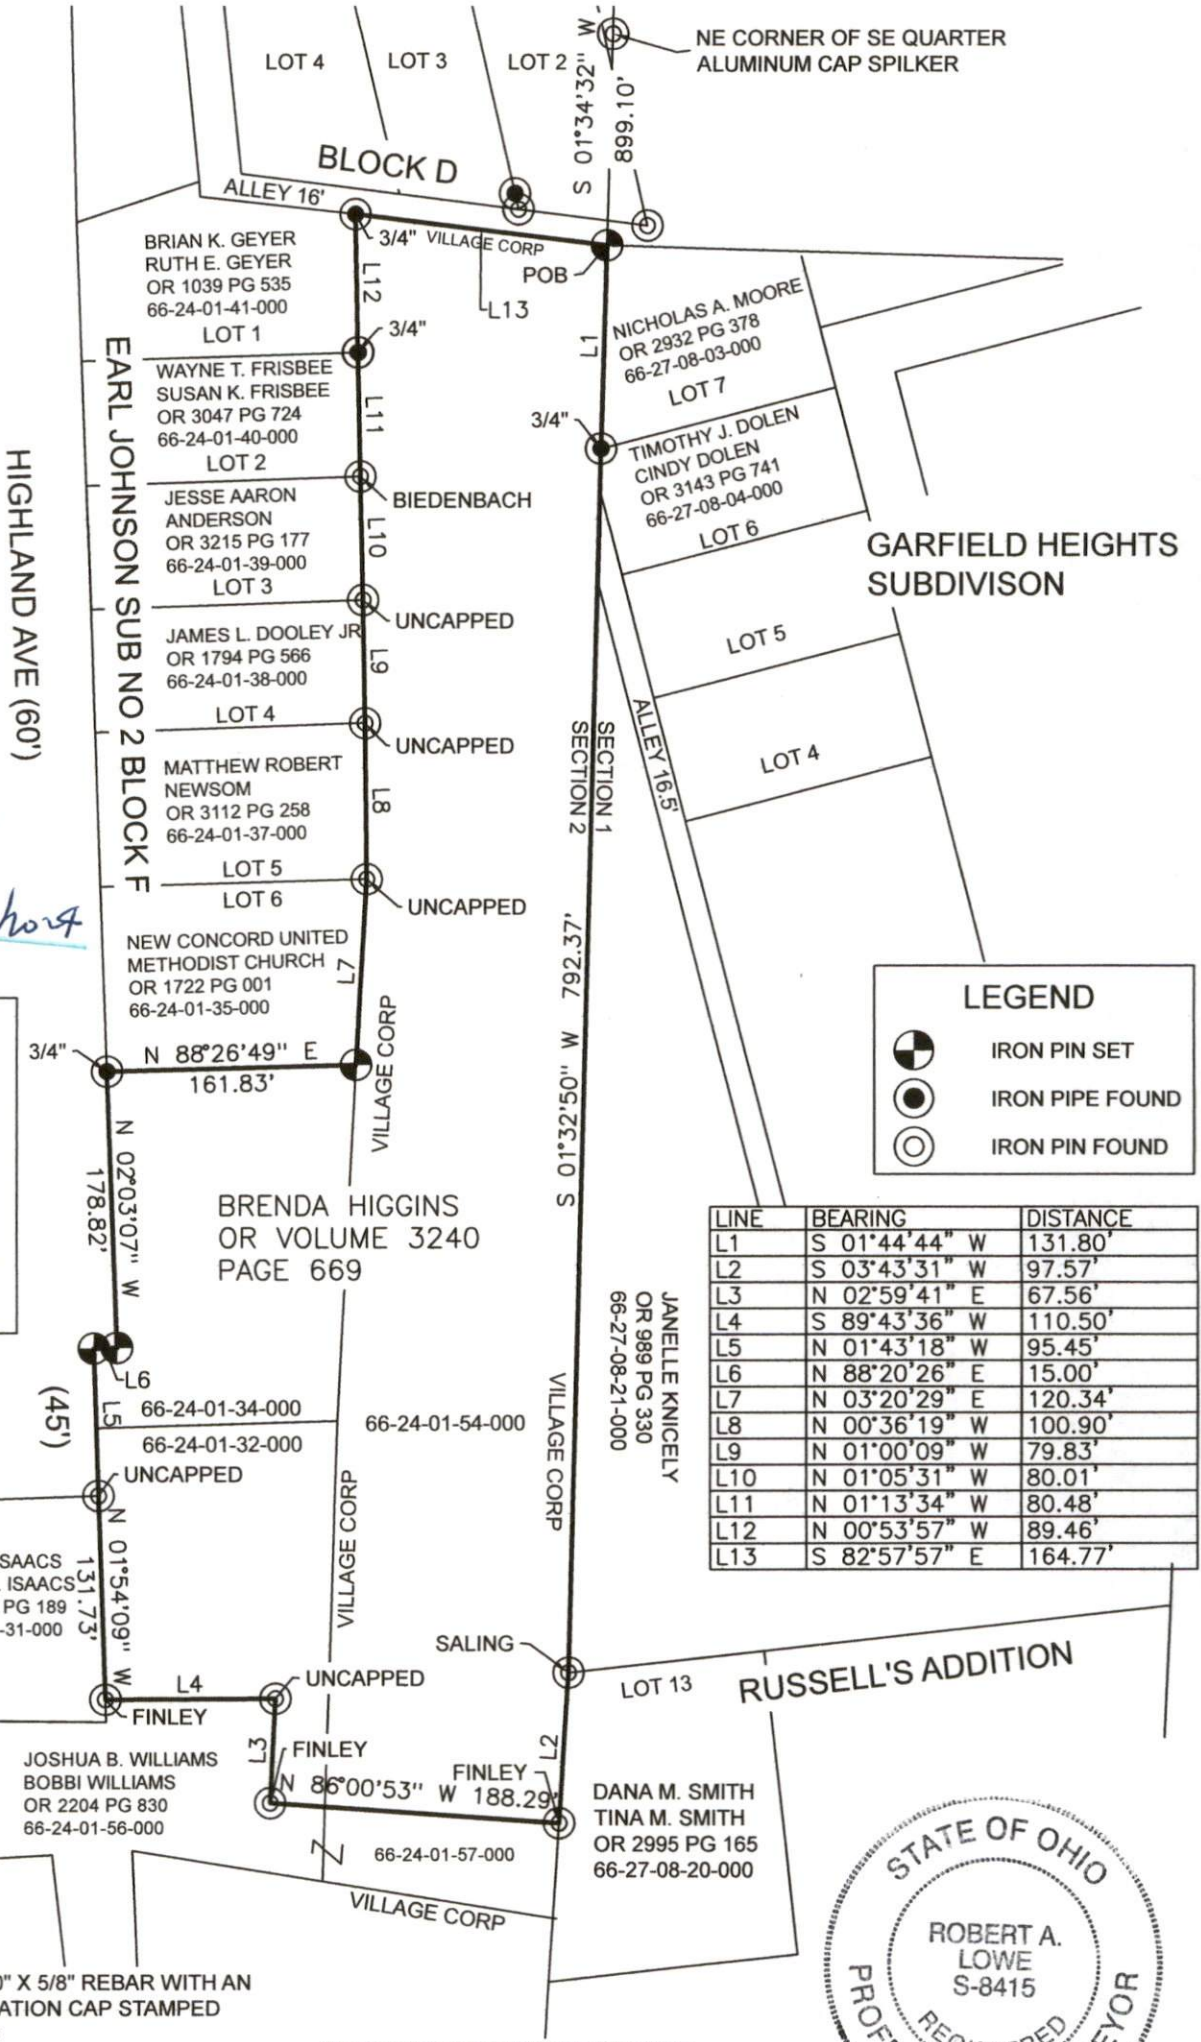 NE CORNER OF SE QUARTER
ALUMINUM CAP SPILKER
S 01°34'32" W
899.10'
LOT 4
LOT 3
LOT 2
BLOCK D
ALLEY 16'
3/4"
VILLAGE CORP
POB
L13
L12
L1
BRIAN K. GEYER
RUTH E. GEYER
OR 1039 PG 535
66-24-01-41-000
LOT 1
3/4"
WAYNE T. FRISBEE
SUSAN K. FRISBEE
OR 3047 PG 724
66-24-01-40-000
LOT 2
L11
BIEDENBACH
JESSE AARON
ANDERSON
OR 3215 PG 177
66-24-01-39-000
LOT 3
L10
UNCAPPED
JAMES L. DOOLEY JR
OR 1794 PG 566
66-24-01-38-000
LOT 4
L9
UNCAPPED
MATTHEW ROBERT
NEWSOM
OR 3112 PG 258
66-24-01-37-000
LOT 5
L8
LOT 6
UNCAPPED
NEW CONCORD UNITED
METHODIST CHURCH
OR 1722 PG 001
66-24-01-35-000
L7
EARL JOHNSON SUB NO 2 BLOCK F
HIGHLAND AVE (60')
NICHOLAS A. MOORE
OR 2932 PG 378
66-27-08-03-000
LOT 7
3/4"
TIMOTHY J. DOLEN
CINDY DOLEN
OR 3143 PG 741
66-27-08-04-000
LOT 6
GARFIELD HEIGHTS
SUBDIVISON
LOT 5
LOT 4
ALLEY 16.5'
SECTION 1
SECTION 2
S 01°32'50" W 792.37'
3/4"
N 88°26'49" E
161.83'
VILLAGE CORP
N 02°03'07" W
178.82'
BRENDA HIGGINS
OR VOLUME 3240
PAGE 669
LEGEND
IRON PIN SET
IRON PIPE FOUND
IRON PIN FOUND
LINE BEARING DISTANCE
L1 S 01°44'44" W 131.80'
L2 S 03°43'31" W 97.57'
L3 N 02°59'41" E 67.56'
L4 S 89°43'36" W 110.50'
L5 N 01°43'18" W 95.45'
L6 N 88°20'26" E 15.00'
L7 N 03°20'29" E 120.34'
L8 N 00°36'19" W 100.90'
L9 N 01°00'09" W 79.83'
L10 N 01°05'31" W 80.01'
L11 N 01°13'34" W 80.48'
L12 N 00°53'57" W 89.46'
L13 S 82°57'57" E 164.77'
JANELLE KNICELY
OR 989 PG 330
66-27-08-21-000
L6
(45')
L5
66-24-01-34-000
66-24-01-32-000
66-24-01-54-000
UNCAPPED
VILLAGE CORP
VILLAGE CORP
N 01°54'09" W
131.73'
SAACS
ISAACS
PG 189
-31-000
SALING
LOT 13
RUSSELL'S ADDITION
L4
UNCAPPED
FINLEY
L3
FINLEY
L2
FINLEY
N 86°00'53" W 188.29'
JOSHUA B. WILLIAMS
BOBBI WILLIAMS
OR 2204 PG 830
66-24-01-56-000
DANA M. SMITH
TINA M. SMITH
OR 2995 PG 165
66-27-08-20-000
Z
66-24-01-57-000
VILLAGE CORP
" X 5/8" REBAR WITH AN
ATION CAP STAMPED
STATE OF OHIO
ROBERT A.
LOWE
S-8415